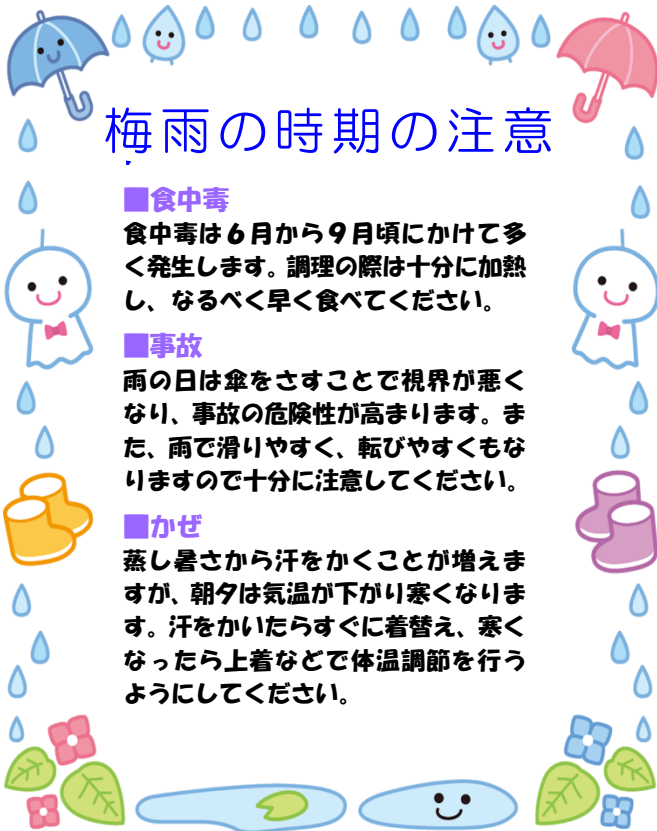 梅雨の時期の注意
■食中毒
食中毒は6月から9月頃にかけて多
く発生します。調理の際は十分に加熱
し、なるべく早く食べてください。
■事故
雨の日は傘をさすことで視界が悪く
なり、事故の危険性が高まります。ま
た、雨で滑りやすく、転びやすくもな
りますので十分に注意してください。
■かぜ
蒸し暑さから汗をかくことが増えま
すが、朝夕は気温が下がり寒くなりま
す。汗をかいたらすぐに着替え、寒く
なったら上着などで体温調節を行う
ようにしてください。